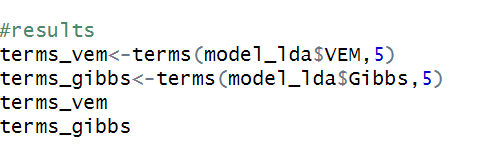 #results
terms_vem<-terms(model_lda$VEM,5)
terms_gibbs<-terms(model_lda$Gibbs,5)
terms_vem
terms_gibbs